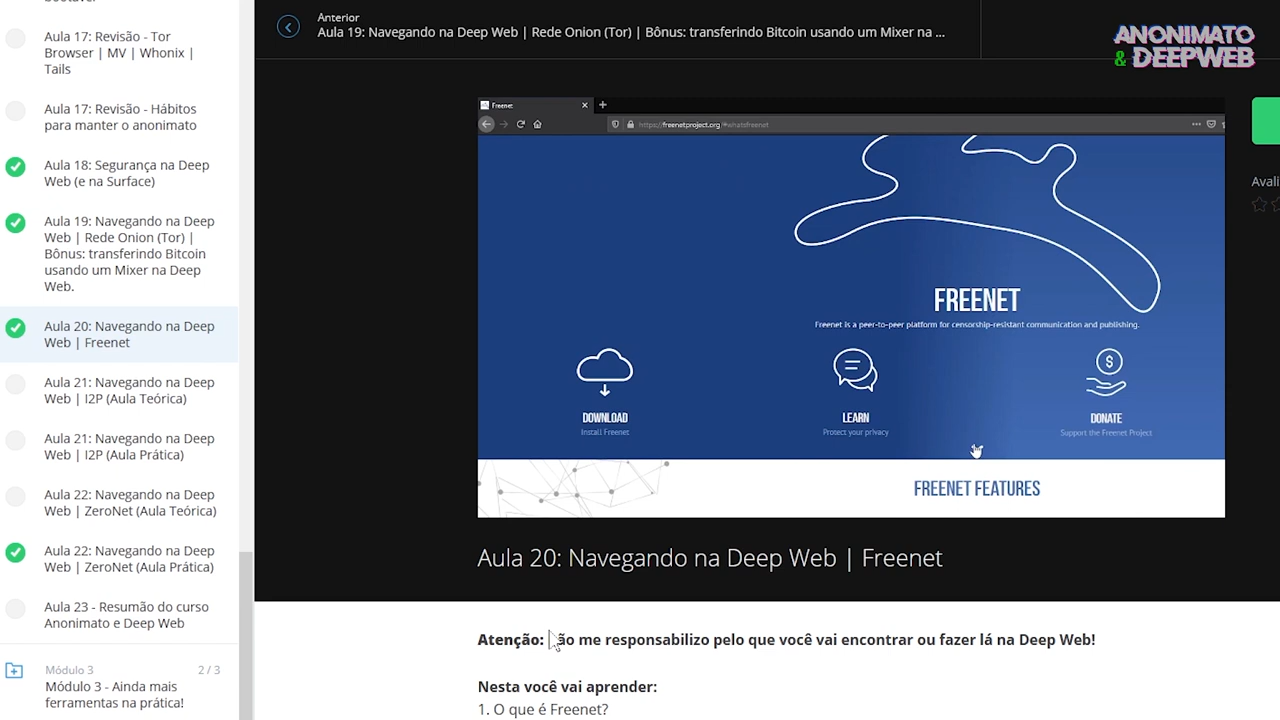 bootável
Aula 17: Revisão - Tor
Browser | MV | Whonix |
Tails
Aula 17: Revisão - Hábitos
para manter o anonimato
Aula 18: Segurança na Deep
Web (e na Surface)
Aula 19: Navegando na Deep
Web | Rede Onion (Tor) |
Bônus: transferindo Bitcoin
usando um Mixer na Deep
Web.
Aula 20: Navegando na Deep
Web | Freenet
Aula 21: Navegando na Deep
Web | I2P (Aula Teórica)
Aula 21: Navegando na Deep
Web | I2P (Aula Prática)
Aula 22: Navegando na Deep
Web | ZeroNet (Aula Teórica)
Aula 22: Navegando na Deep
Web | ZeroNet (Aula Prática)
Aula 23 - Resumão do curso
Anonimato e Deep Web
Módulo 3 2 / 3
Módulo 3 - Ainda mais
ferramentas na prática!
Anterior
Aula 19: Navegando na Deep Web | Rede Onion (Tor) | Bônus: transferindo Bitcoin usando um Mixer na ...
ANONIMATO
& DEEPWEB
Freenet
https://freenetproject.org/#whatsfreenet
FREENET
Freenet is a peer-to-peer platform for censorship-resistant communication and publishing.
DOWNLOAD
Install Freenet
LEARN
Protect your privacy
DONATE
Support the Freenet Project
FREENET FEATURES
Avali
Aula 20: Navegando na Deep Web | Freenet
Atenção: ão me responsabilizo pelo que você vai encontrar ou fazer lá na Deep Web!
Nesta você vai aprender:
1. O que é Freenet?